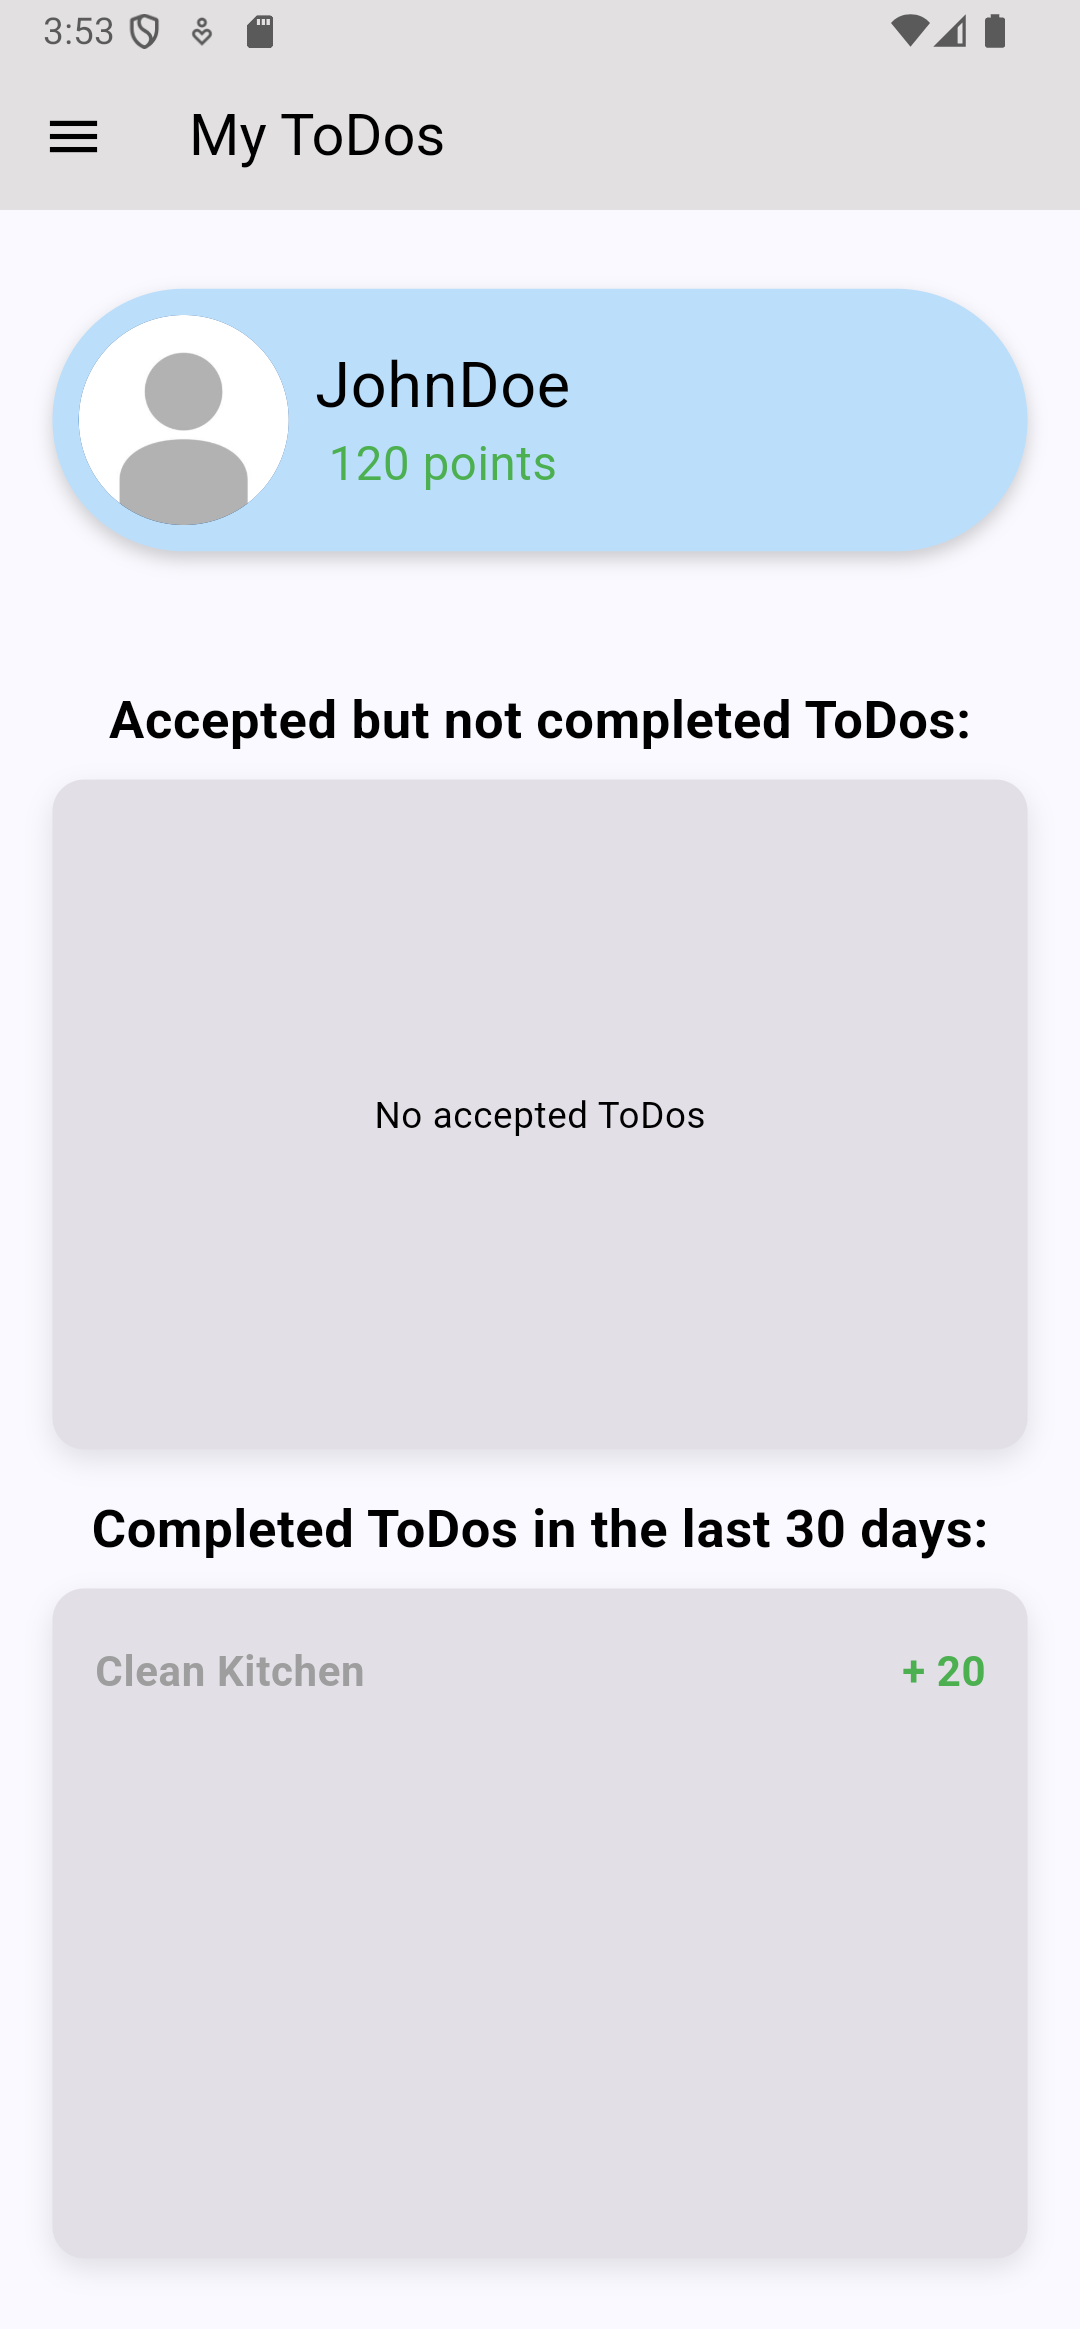 3:53
My ToDos
JohnDoe
120 points
Accepted but not completed ToDos:
No accepted ToDos
Completed ToDos in the last 30 days:
Clean Kitchen + 20